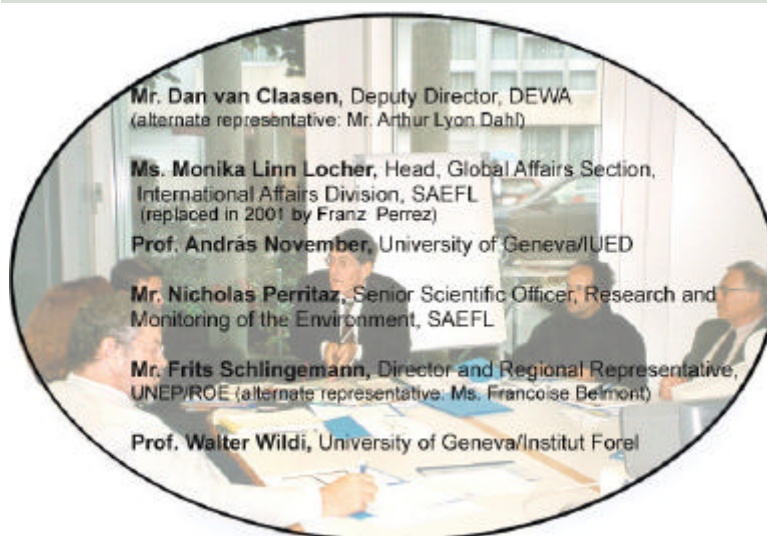 Mr. Dan van Claasen, Deputy Director, DEWA
(alternate representative: Mr. Arthur Lyon Dahl)
Ms. Monika Linn Locher, Head, Global Affairs Section,
International Affairs Division, SAEFL
(replaced in 2001 by Franz Perrez)
Prof. András November, University of Geneva/IUED
Mr. Nicholas Perritaz, Senior Scientific Officer, Research and
Monitoring of the Environment, SAEFL
Mr. Frits Schlingemann, Director and Regional Representative,
UNEP/ROE (alternate representative: Ms. Francoise Belmont)
Prof. Walter Wildi, University of Geneva/Institut Forel